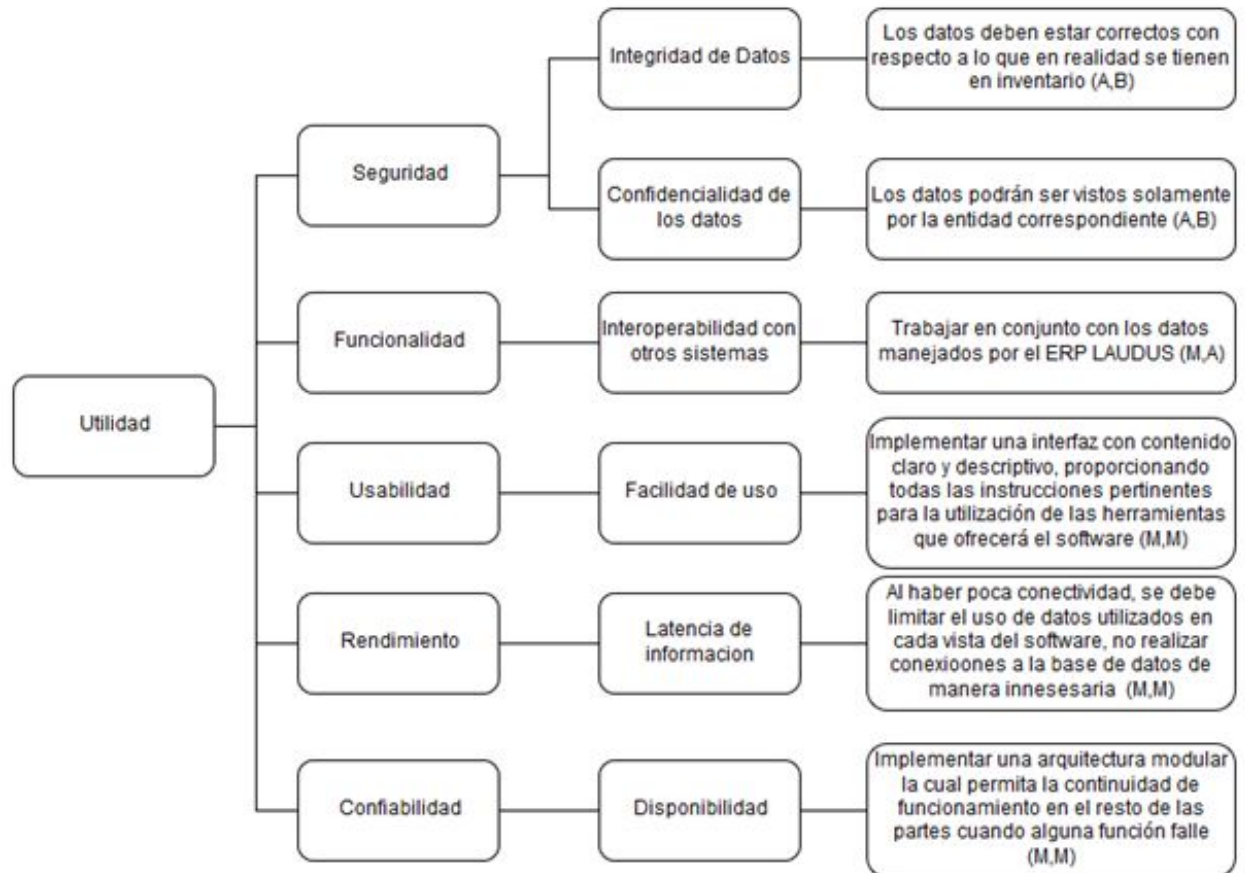 Utilidad
Seguridad
Integridad de Datos
Los datos deben estar correctos con
respecto a lo que en realidad se tienen
en inventario (A,B)
Confidencialidad de
los datos
Los datos podrán ser vistos solamente
por la entidad correspondiente (A,B)
Funcionalidad
Interoperabilidad con
otros sistemas
Trabajar en conjunto con los datos
manejados por el ERP LAUDUS (M,A)
Usabilidad
Facilidad de uso
Implementar una interfaz con contenido
claro y descriptivo, proporcionando
todas las instrucciones pertinentes
para la utilización de las herramientas
que ofrecerá el software (M,M)
Rendimiento
Latencia de
informacion
Al haber poca conectividad, se debe
limitar el uso de datos utilizados en
cada vista del software, no realizar
conexioones a la base de datos de
manera innesesaria (M,M)
Confiabilidad
Disponibilidad
Implementar una arquitectura modular
la cual permita la continuidad de
funcionamiento en el resto de las
partes cuando alguna función falle
(M,M)